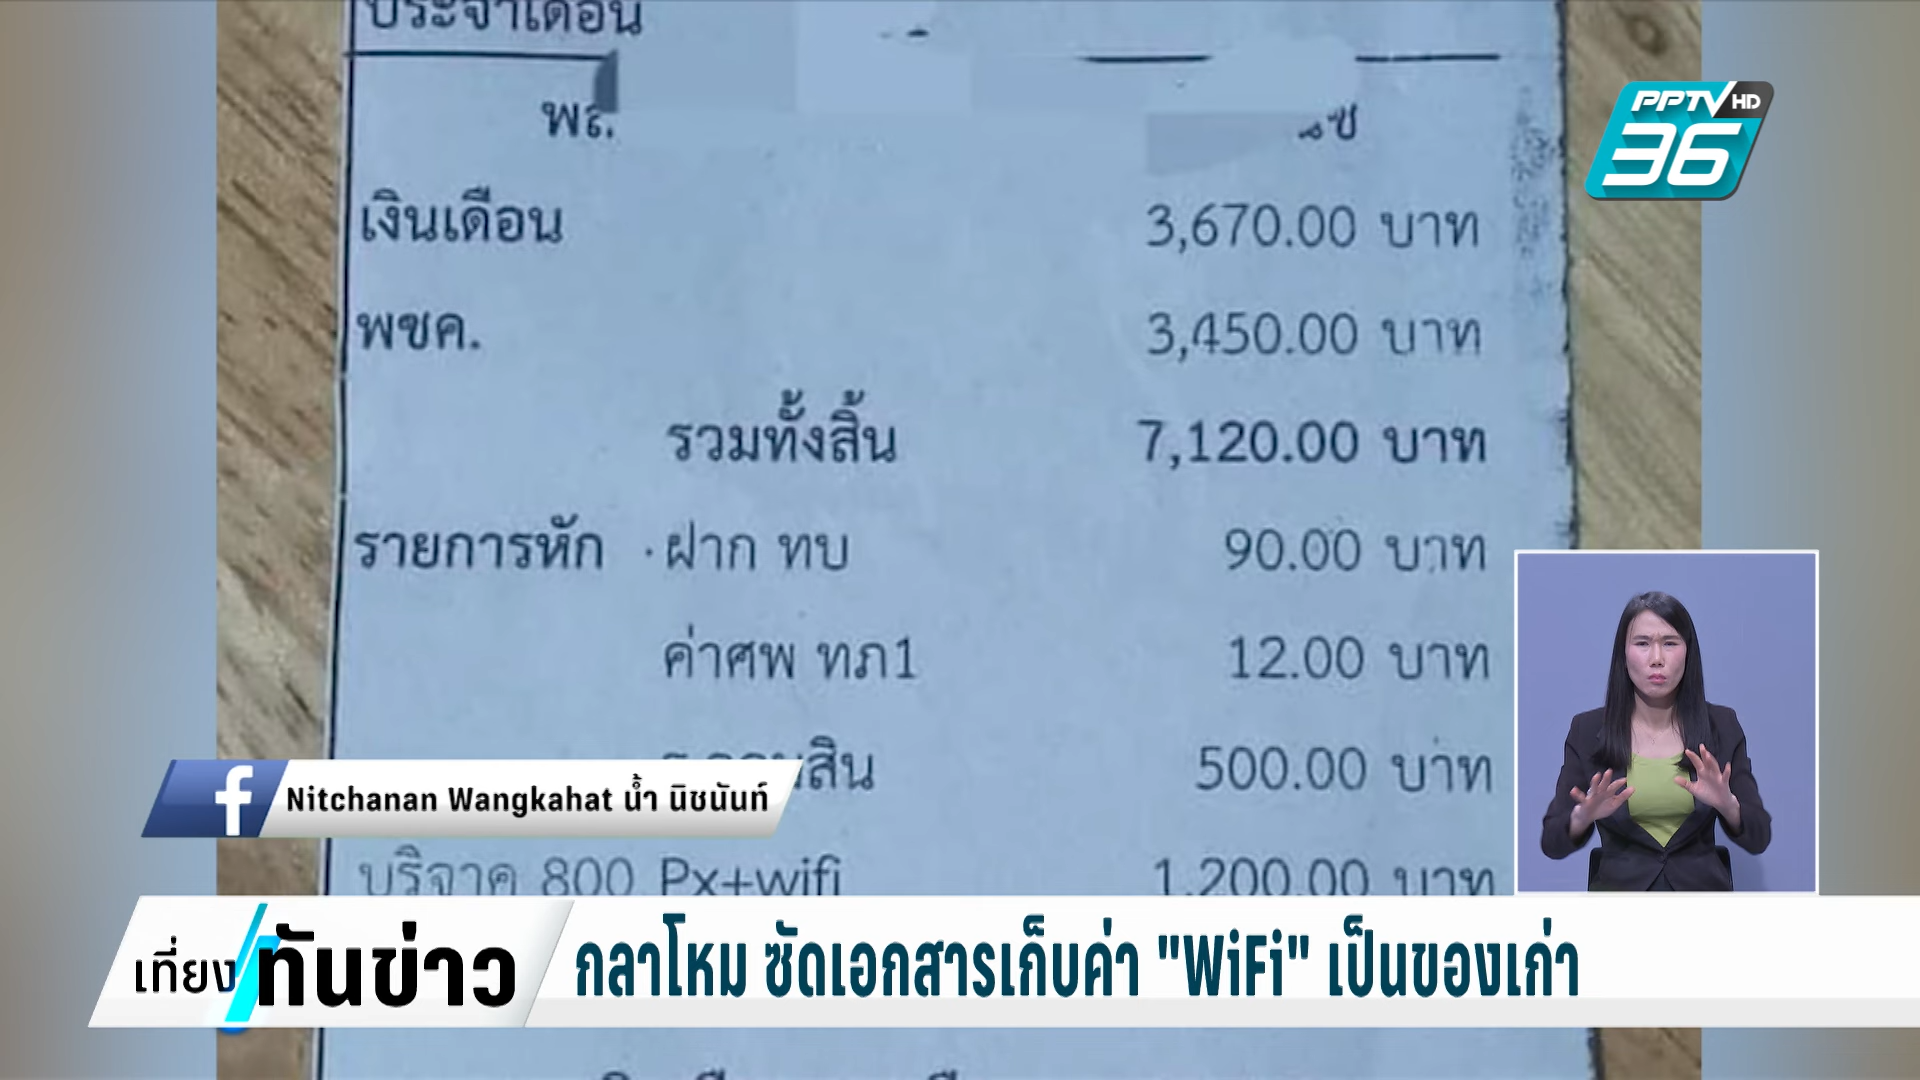 ประจำเดือน
PPTV HD
36
พล.
เงินเดือน 3,670.00 บาท
พชค. 3,450.00 บาท
รวมทั้งสิ้น 7,120.00 บาท
รายการหัก ฝาก ทบ 90.00 บาท
ค่าศพ ทภ1 12.00 บาท
500.00 บาท
Nitchanan Wangkahat น้ำ นิชนันท์
บริจาค 800 Px+wifi 1,200.00 บาท
เที่ยงทันข่าว
กลาโหม ซัดเอกสารเก็บค่า "WiFi" เป็นของเก่า